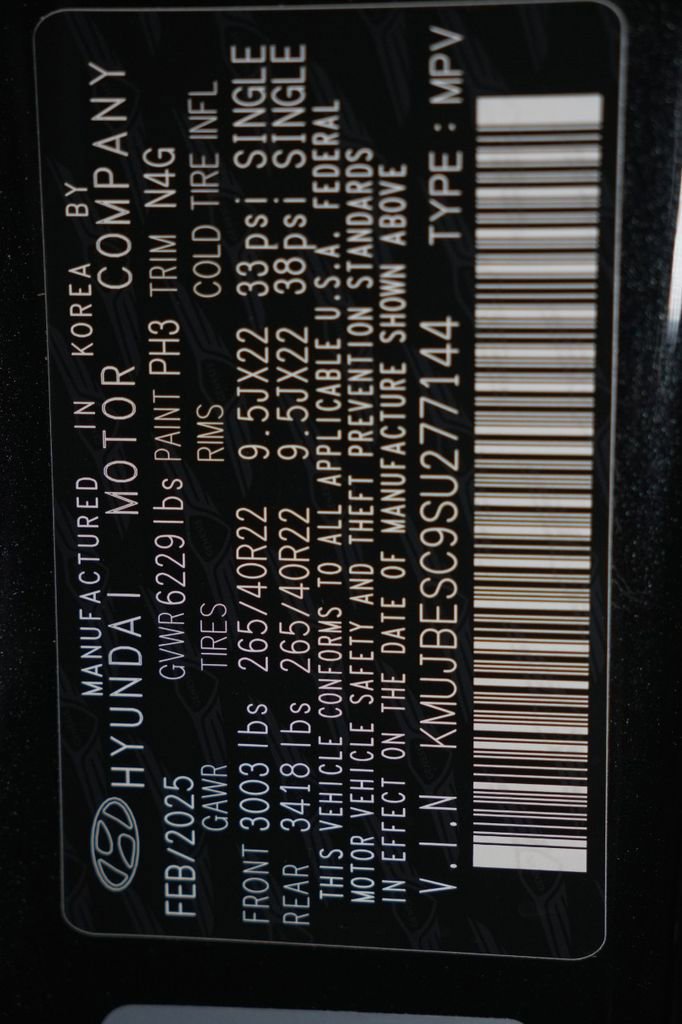 MANUFACTURED IN KOREA BY
HYUNDAI MOTOR COMPANY
FEB/2025 GVWR 6229lbs PAINT PH3 TRIM N4G
GAWR TIRES RIMS COLD TIRE INFL
FRONT 3003 lbs 265/40R22 9.5JX22 33psi SINGLE
REAR 3418 lbs 265/40R22 9.5JX22 38psi SINGLE
THIS VEHICLE CONFORMS TO ALL APPLICABLE U.S.A. FEDERAL
MOTOR VEHICLE SAFETY AND THEFT PREVENTION STANDARDS
IN EFFECT ON THE DATE OF MANUFACTURE SHOWN ABOVE
V.I.N KMUJBESC9SU277144 TYPE : MPV